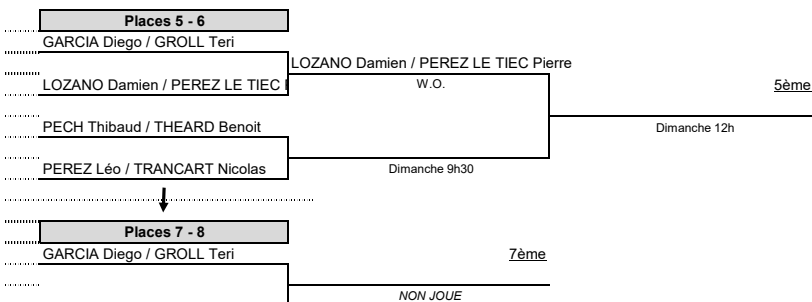 Places 5 - 6
GARCIA Diego / GROLL Teri
LOZANO Damien / PEREZ LE TIEC Pierre
LOZANO Damien / PEREZ LE TIEC
W.O.
5ème
PECH Thibaud / THEARD Benoit
Dimanche 12h
PEREZ Léo / TRANCART Nicolas
Dimanche 9h30
Places 7 - 8
GARCIA Diego / GROLL Teri
7ème
NON JOUE